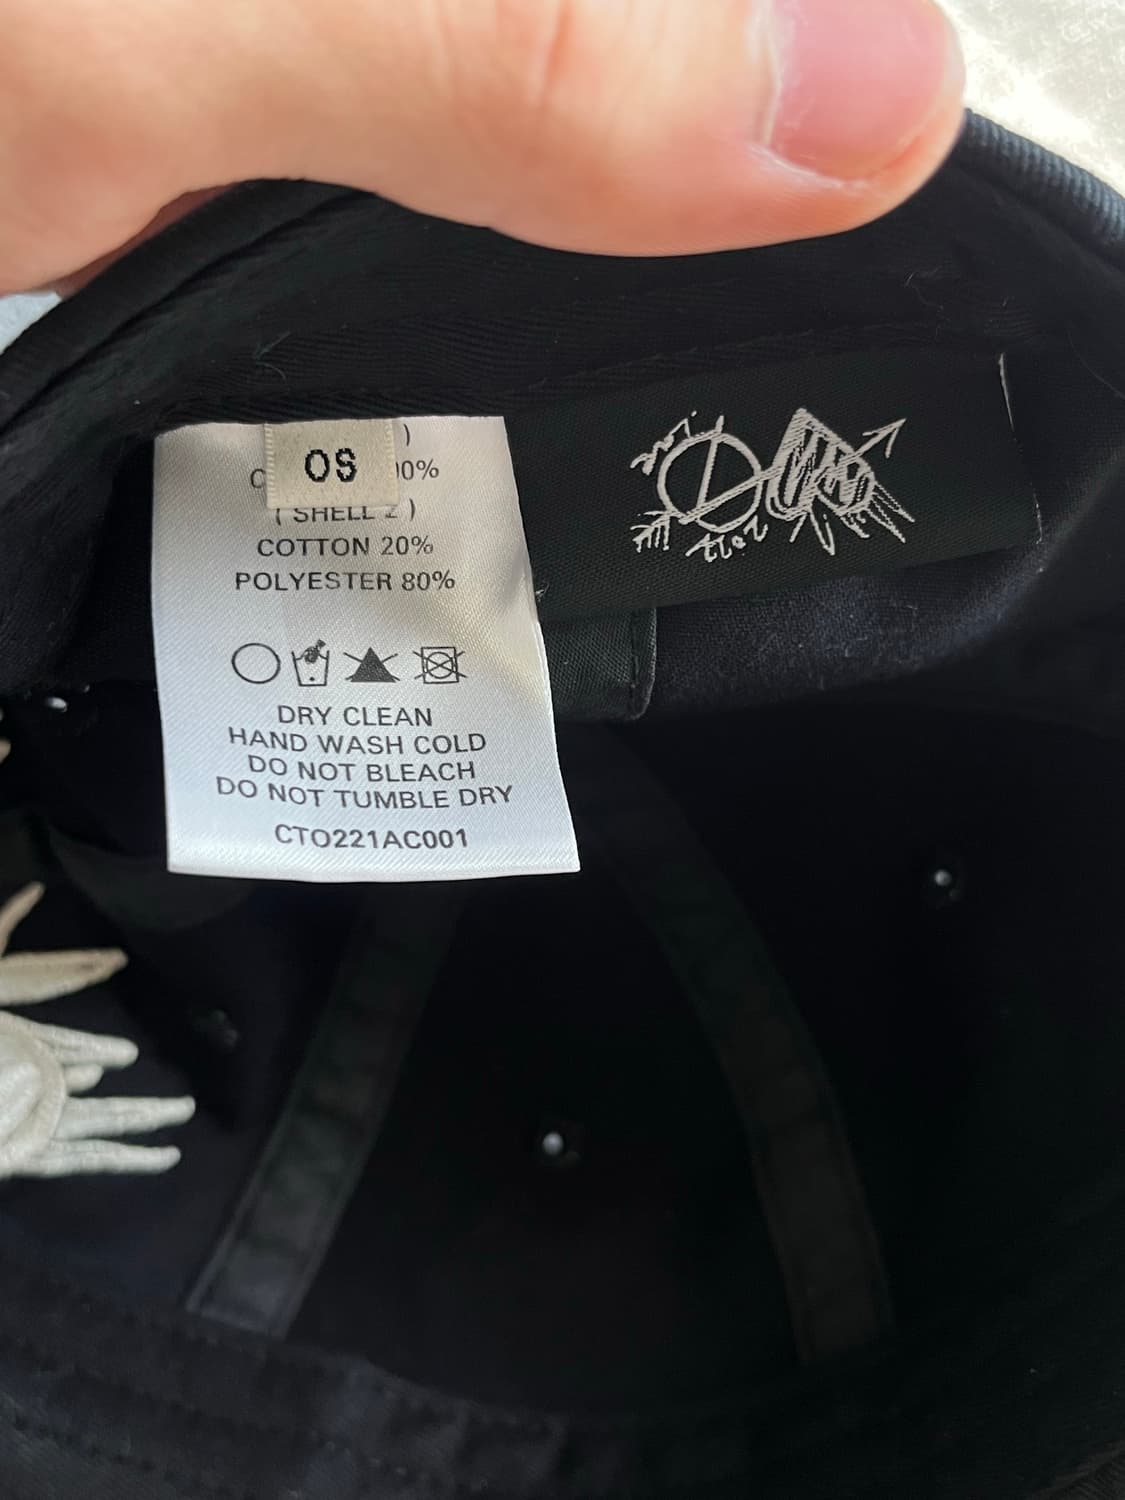 OS
)
00%
( SHELL 2 )
COTTON 20%
POLYESTER 80%
DRY CLEAN
HAND WASH COLD
DO NOT BLEACH
DO NOT TUMBLE DRY
CTO221AC001